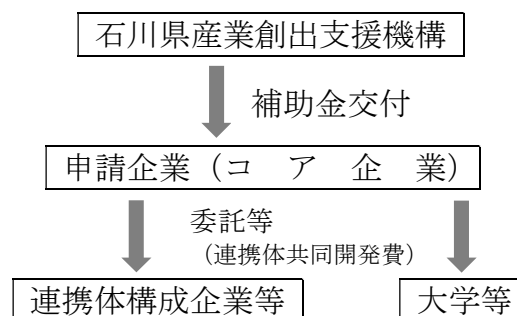 石川県産業創出支援機構
補助金交付
申請企業（コ　ア　企　業）
委託等
（連携体共同開発費）
連携体構成企業等
大学等